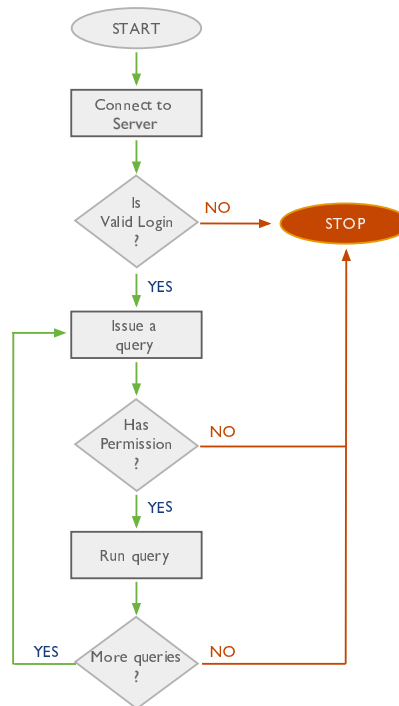 START
Connect to
Server
Is
Valid Login
?
NO
STOP
YES
Issue a
query
Has
Permission
?
NO
YES
Run query
YES
More queries
?
NO